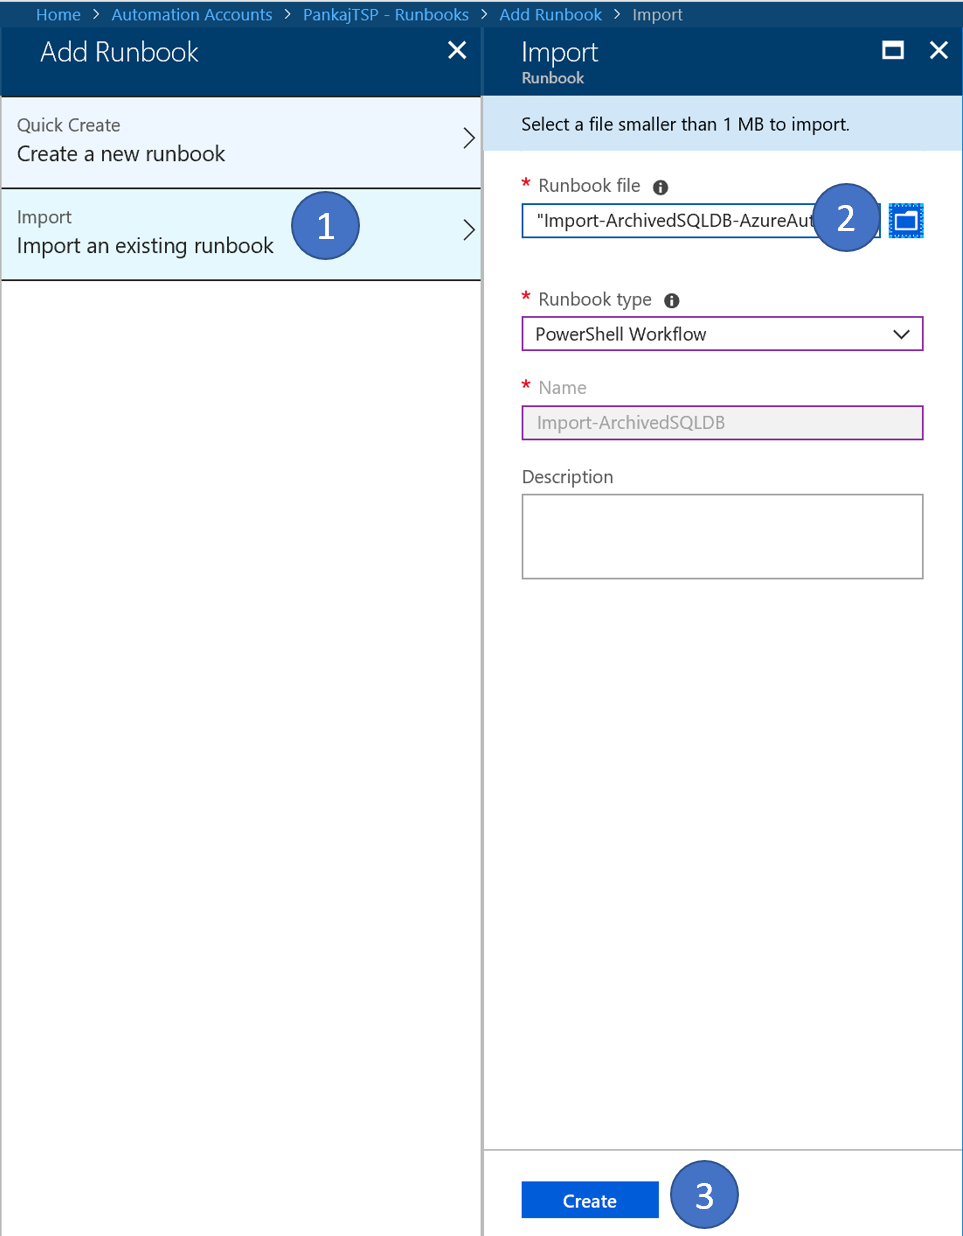 Home > Automation Accounts > PankajTSP - Runbooks > Add Runbook > Import
Add Runbook
Quick Create
Create a new runbook
Import
Import an existing runbook
1
Import
Runbook
Select a file smaller than 1 MB to import.
* Runbook file
"Import-ArchivedSQLDB-AzureAut
2
* Runbook type
PowerShell Workflow
* Name
Import-ArchivedSQLDB
Description
Create
3